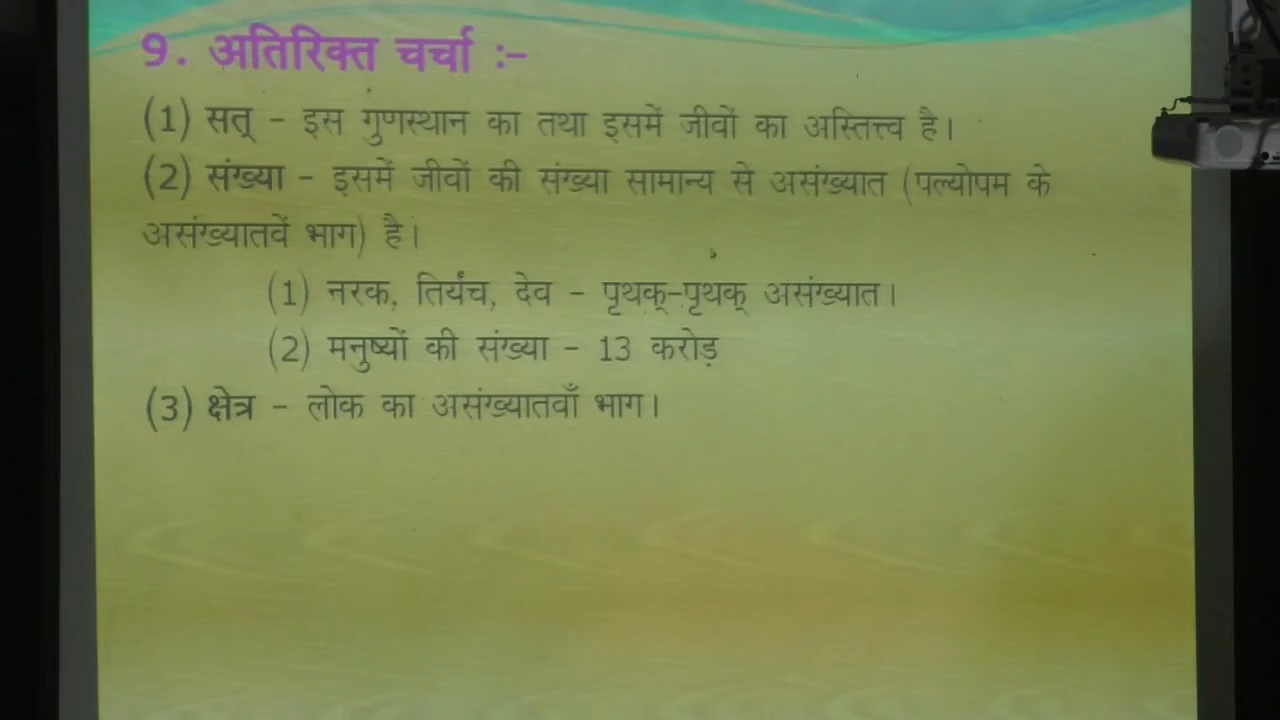 9. अतिरिक्त चर्चा :–
(1) सत् – इस गुणस्थान का तथा इसमें जीवों का अस्तित्त्व है।
(2) संख्या – इसमें जीवों की संख्या सामान्य से असंख्यात (पल्योपम के
असंख्यातवें भाग) है।
(1) नरक, तिर्यंच, देव – पृथक्-पृथक् असंख्यात।
(2) मनुष्यों की संख्या – 13 करोड़
(3) क्षेत्र – लोक का असंख्यातवाँ भाग।